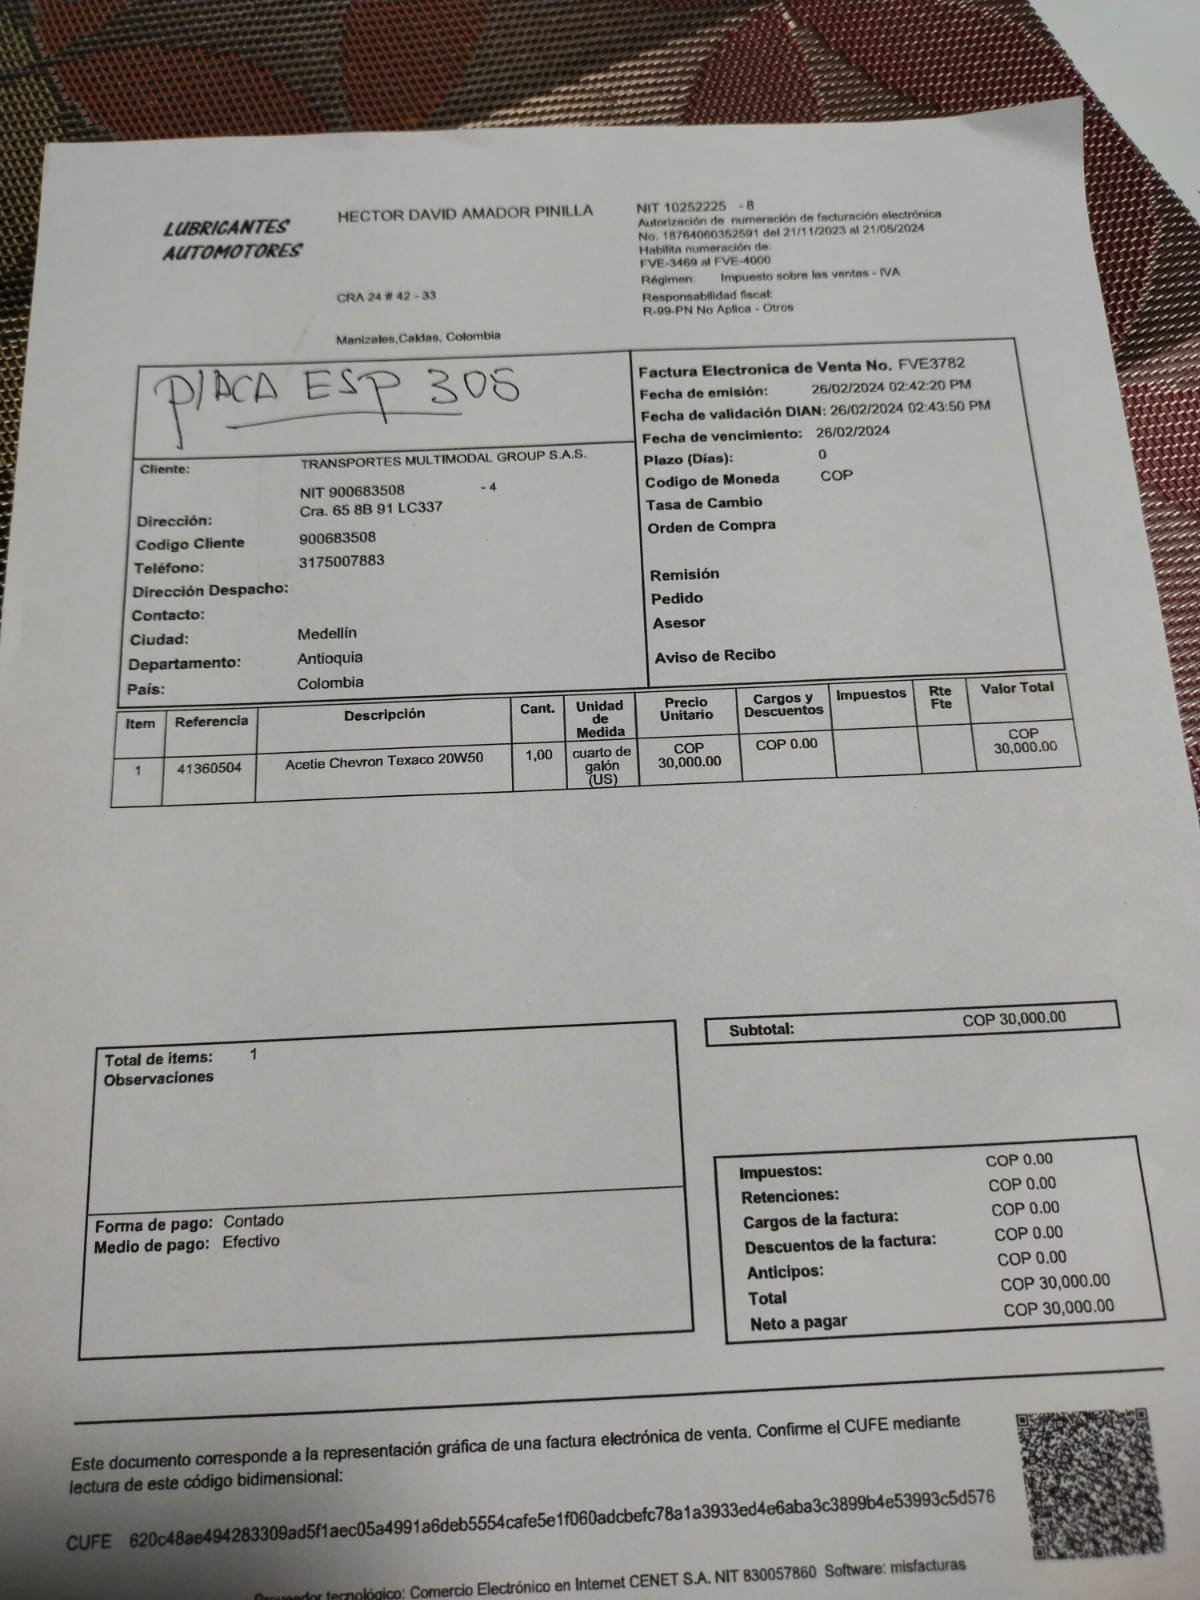 LUBRICANTES
AUTOMOTORES
HECTOR DAVID AMADOR PINILLA
CRA 24 # 42 - 33
Manizales,Caldas, Colombia
NIT 10252225 - 8
Autorización de numeración de facturación electrónica
No. 18764060352591 del 21/11/2023 al 21/05/2024
Habilita numeración de
FVE-3469 al FVE-4000
Régimen: Impuesto sobre las ventas - IVA
Responsabilidad fiscal:
R-99-PN No Aplica - Otros
PLACA ESP 305
Factura Electronica de Venta No. FVE3782
Fecha de emisión: 26/02/2024 02:42:20 PM
Fecha de validación DIAN: 26/02/2024 02:43:50 PM
Fecha de vencimiento: 26/02/2024
Plazo (Días): 0
Codigo de Moneda COP
Tasa de Cambio
Orden de Compra
Remisión
Pedido
Asesor
Aviso de Recibo
Cliente: TRANSPORTES MULTIMODAL GROUP S.A.S.
NIT 900683508 - 4
Dirección: Cra. 65 8B 91 LC337
Codigo Cliente 900683508
Teléfono: 3175007883
Dirección Despacho:
Contacto:
Ciudad: Medellín
Departamento: Antioquia
País: Colombia
Item Referencia Descripción Cant. Unidad de Medida Precio Unitario Cargos y Descuentos Impuestos Rte Fte Valor Total
1 41360504 Acetie Chevron Texaco 20W50 1,00 cuarto de galón (US) COP 30,000.00 COP 0.00 COP 30,000.00
Subtotal: COP 30,000.00
Total de items: 1
Observaciones
Forma de pago: Contado
Medio de pago: Efectivo
Impuestos: COP 0.00
Retenciones: COP 0.00
Cargos de la factura: COP 0.00
Descuentos de la factura: COP 0.00
Anticipos: COP 0.00
Total COP 30,000.00
Neto a pagar COP 30,000.00
Este documento corresponde a la representación gráfica de una factura electrónica de venta. Confirme el CUFE mediante
lectura de este código bidimensional:
CUFE 620c48ae494283309ad5f1aec05a4991a6deb5554cafe5e1f060adcbefc78a1a3933ed4e6aba3c3899b4e53993c5d576
Proveedor tecnológico: Comercio Electrónico en Internet CENET S.A. NIT 830057860 Software: misfacturas